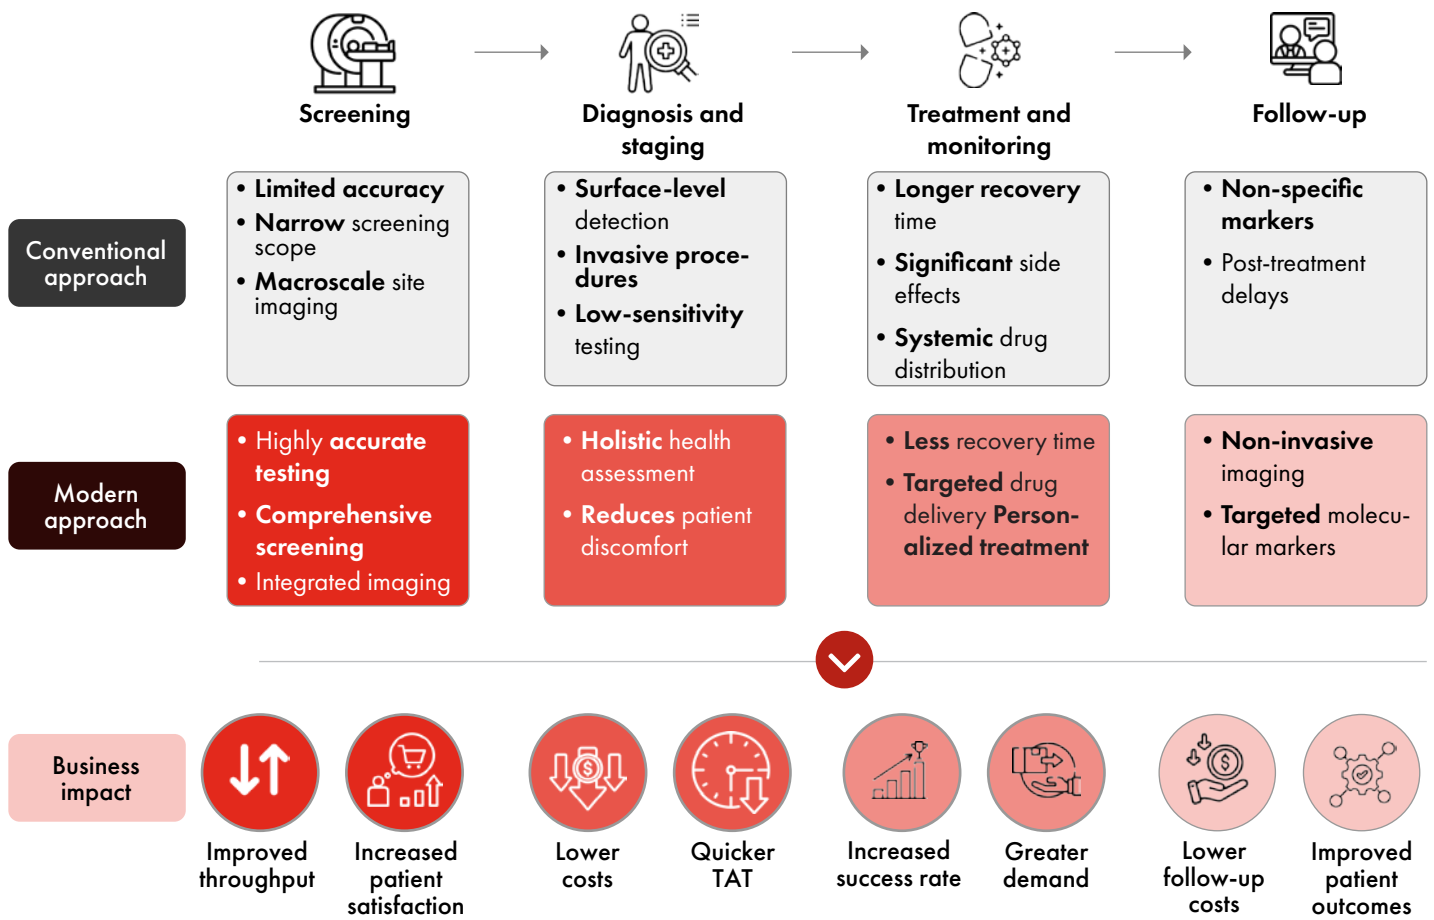 Screening
Diagnosis and
staging
Treatment and
monitoring
Follow-up
Conventional
approach
• Limited accuracy
• Narrow screening
scope
• Macroscale site
imaging
• Surface-level
detection
• Invasive proce-
dures
• Low-sensitivity
testing
• Longer recovery
time
• Significant side
effects
• Systemic drug
distribution
• Non-specific
markers
• Post-treatment
delays
Modern
approach
• Highly accurate
testing
• Comprehensive
screening
• Integrated imaging
• Holistic health
assessment
• Reduces patient
discomfort
• Less recovery time
• Targeted drug
delivery Person-
alized treatment
• Non-invasive
imaging
• Targeted molecu-
lar markers
Business
impact
Improved
throughput
Increased
patient
satisfaction
Lower
costs
Quicker
TAT
Increased
success rate
Greater
demand
Lower
follow-up
costs
Improved
patient
outcomes